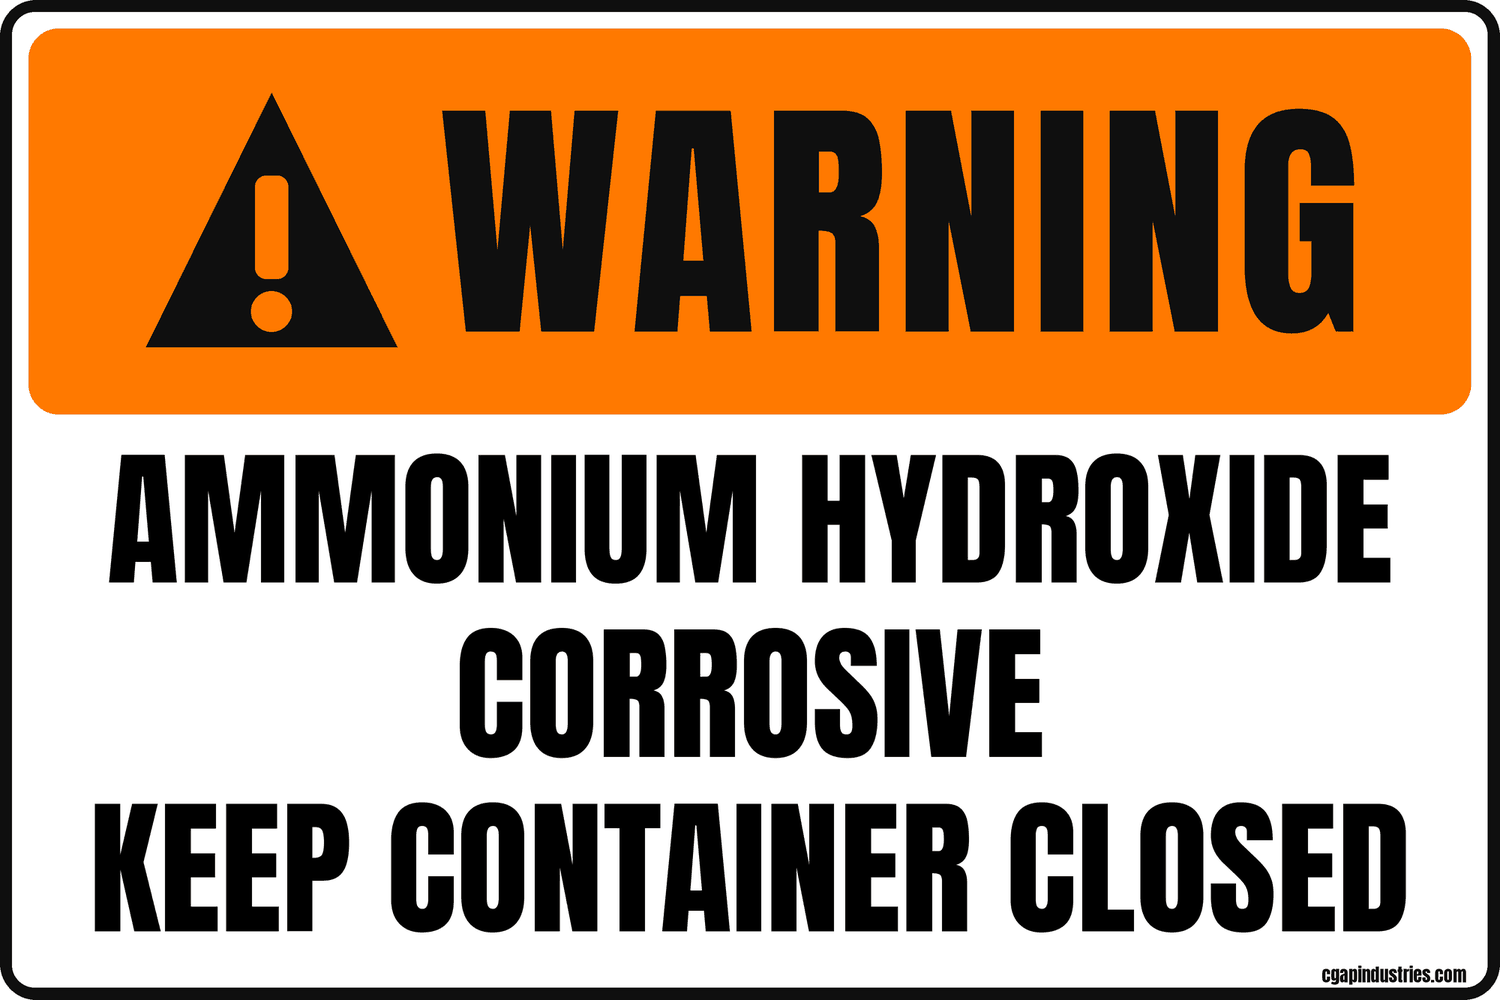 WARNING
AMMONIUM HYDROXIDE
CORROSIVE
KEEP CONTAINER CLOSED
cgapindustries.com